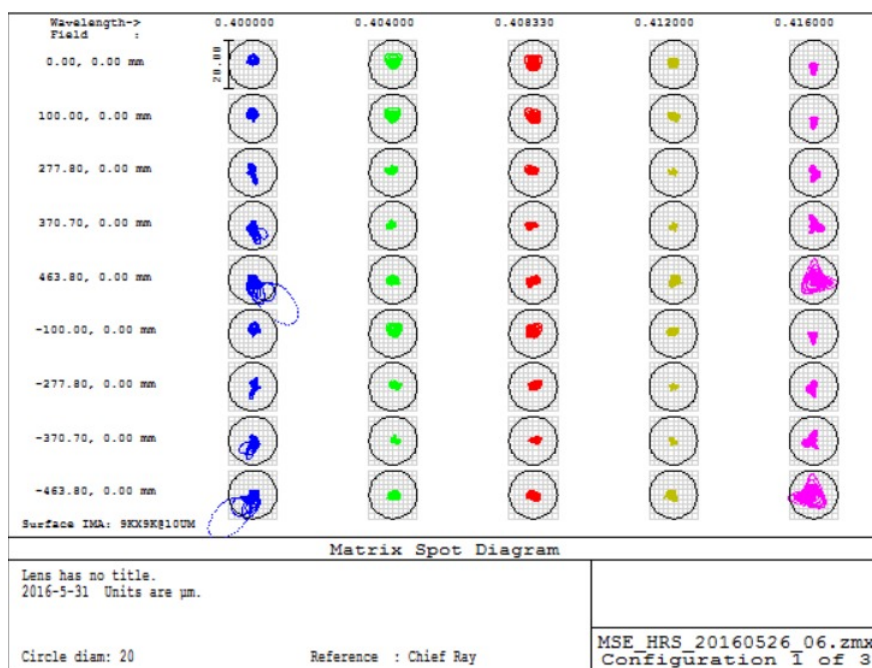 Wavelength-> 0.400000 0.404000 0.408330 0.412000 0.416000
Field :
0.00, 0.00 mm
20.00
100.00, 0.00 mm
277.80, 0.00 mm
370.70, 0.00 mm
463.80, 0.00 mm
-100.00, 0.00 mm
-277.80, 0.00 mm
-370.70, 0.00 mm
-463.80, 0.00 mm
Surface IMA: 9KX9K@10UM
Matrix Spot Diagram
Lens has no title.
2016-5-31 Units are µm.
Circle diam: 20 Reference : Chief Ray
MSE_HRS_20160526_06.zmx
Configuration 1 of 3